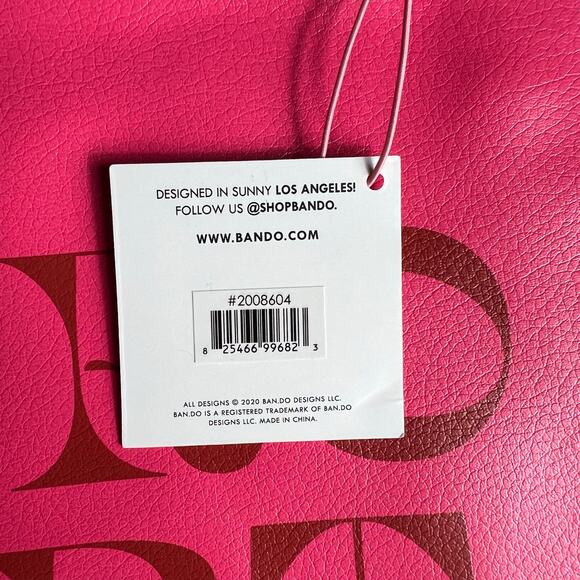 DESIGNED IN SUNNY LOS ANGELES!
FOLLOW US @SHOPBANDO.
WWW.BANDO.COM
#2008604
8 25466 99682 3
ALL DESIGNS © 2020 BAN.DO DESIGNS LLC.
BAN.DO IS A REGISTERED TRADEMARK OF BAN.DO
DESIGNS LLC. MADE IN CHINA.